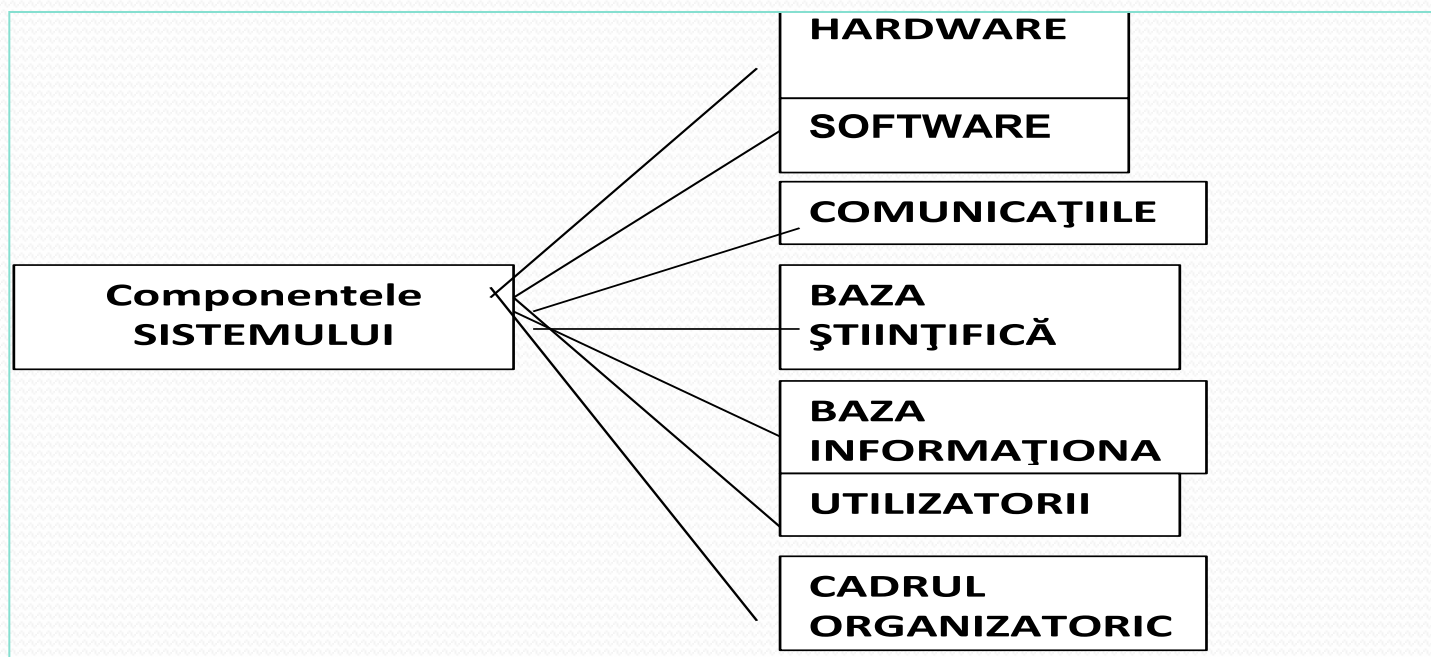 HARDWARE
SOFTWARE
COMUNICAŢIILE
Componentele
SISTEMULUI
BAZA
ŞTIINŢIFICĂ
BAZA
INFORMAŢIONA
UTILIZATORII
CADRUL
ORGANIZATORIC